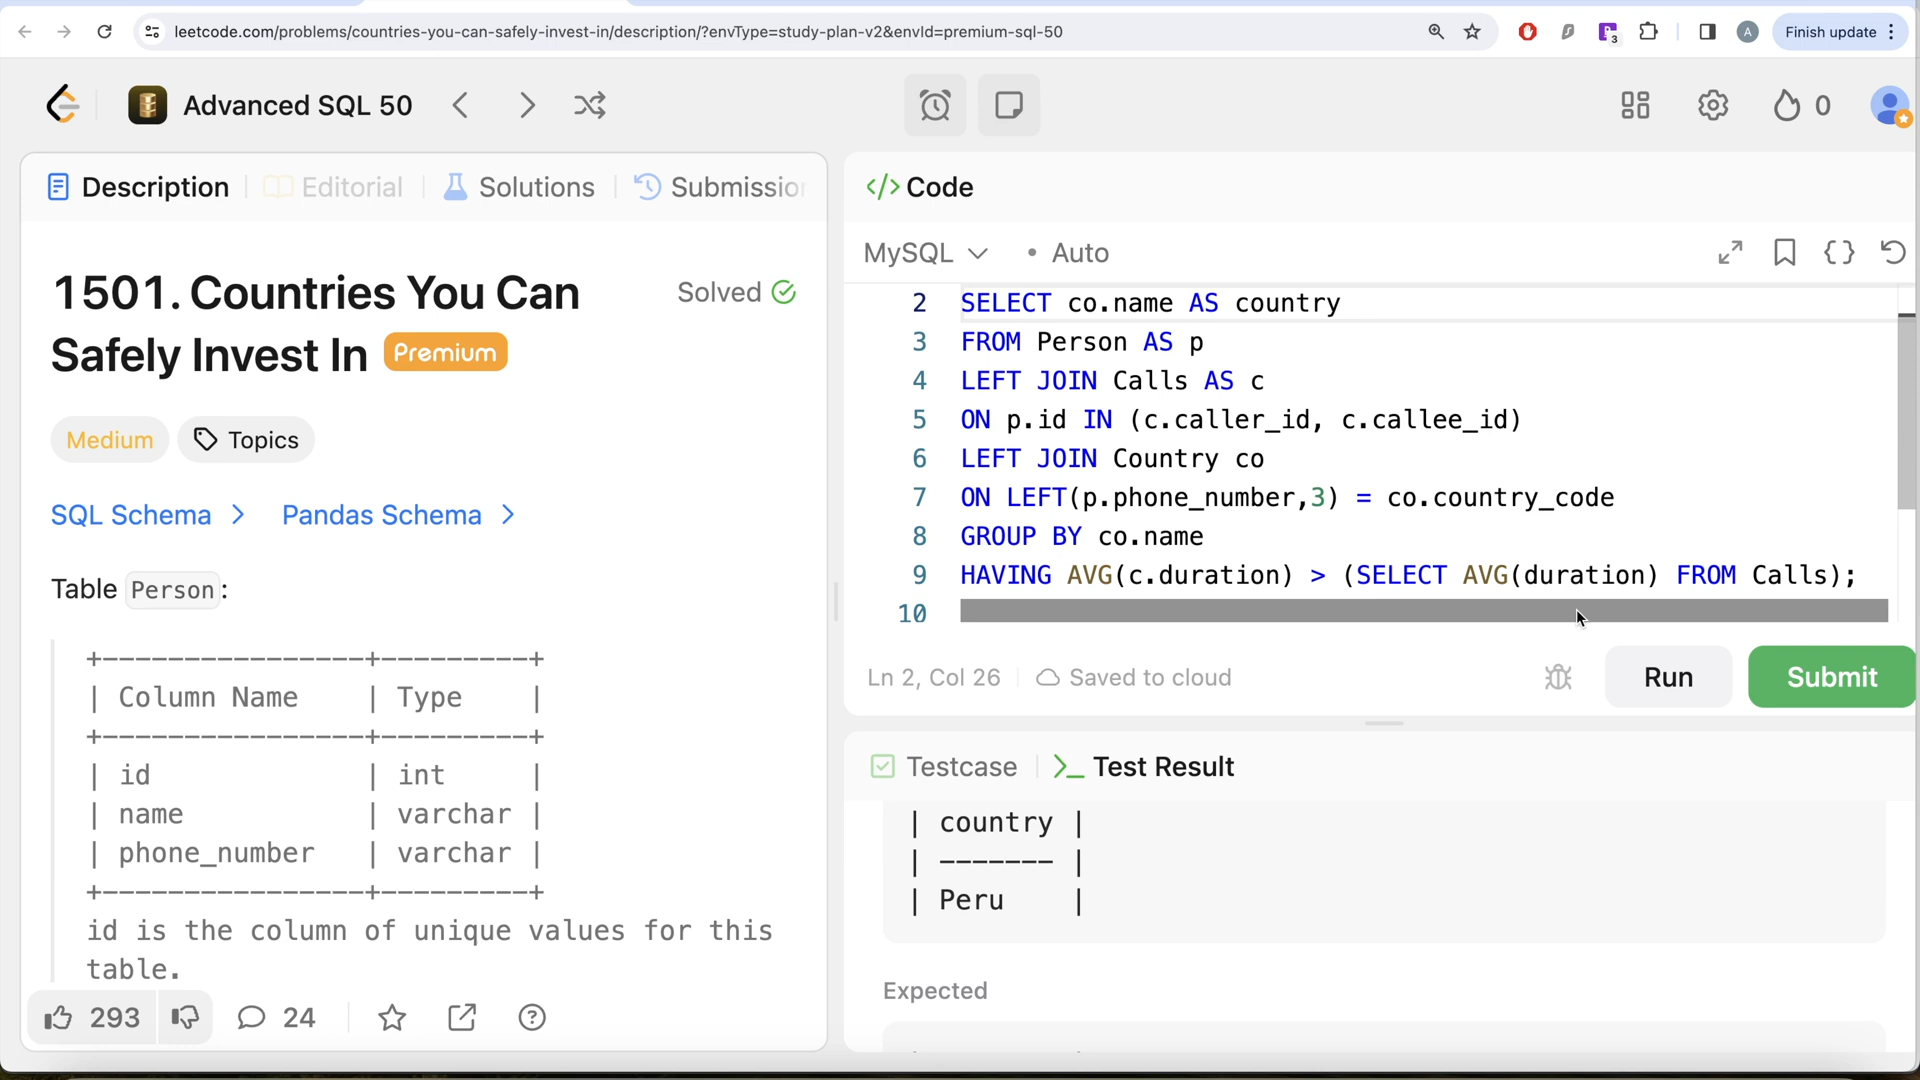 leetcode.com/problems/countries-you-can-safely-invest-in/description/?envType=study-plan-v2&envId=premium-sql-50
3
A
Finish update
Advanced SQL 50
0
Description
Editorial
Solutions
Submission
1501. Countries You Can
Safely Invest In Premium
Solved
Medium
Topics
SQL Schema >
Pandas Schema >
Table Person:
+----------------+---------+
| Column Name | Type |
+----------------+---------+
| id | int |
| name | varchar |
| phone_number | varchar |
+----------------+---------+
id is the column of unique values for this
table.
293
24
</> Code
MySQL
• Auto
2 SELECT co.name AS country
3 FROM Person AS p
4 LEFT JOIN Calls AS c
5 ON p.id IN (c.caller_id, c.callee_id)
6 LEFT JOIN Country co
7 ON LEFT(p.phone_number,3) = co.country_code
8 GROUP BY co.name
9 HAVING AVG(c.duration) > (SELECT AVG(duration) FROM Calls);
10
Ln 2, Col 26
Saved to cloud
Run
Submit
Testcase
>_ Test Result
| country |
| ------- |
| Peru |
Expected